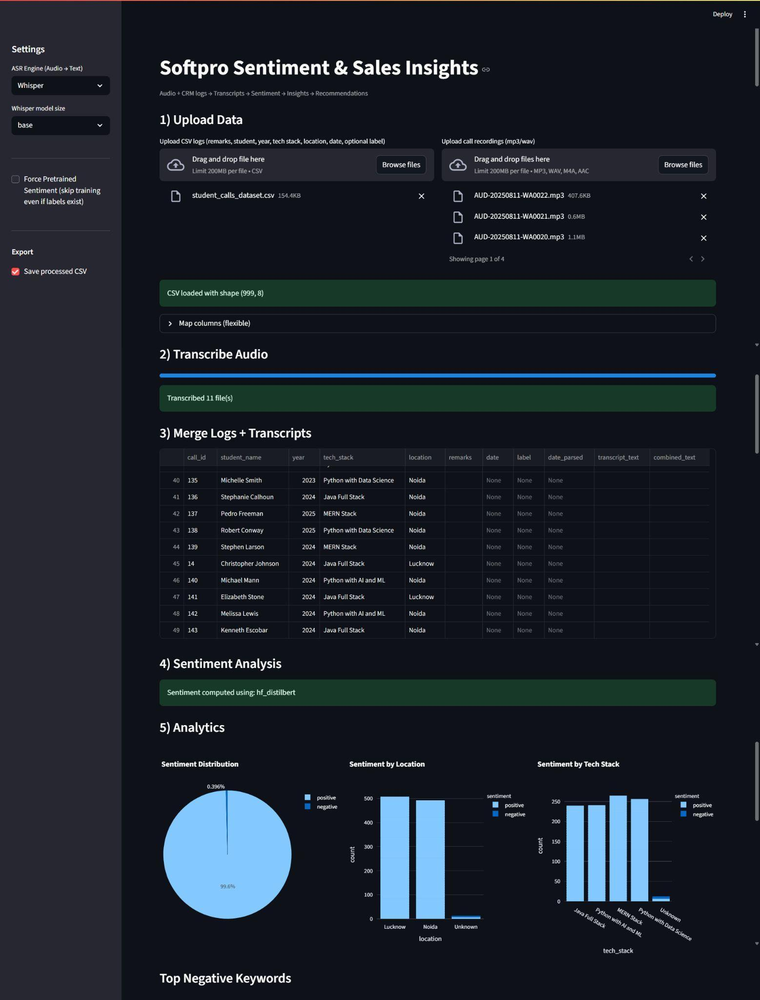 Deploy
Settings
ASR Engine (Audio → Text)
Whisper
Whisper model size
base
Force Pretrained
Sentiment (skip training
even if labels exist)
Export
Save processed CSV
Softpro Sentiment & Sales Insights
Audio + CRM logs → Transcripts → Sentiment → Insights → Recommendations
1) Upload Data
Upload CSV logs (remarks, student, year, tech stack, location, date, optional label)
Drag and drop file here
Limit 200MB per file • CSV
Browse files
student_calls_dataset.csv 154.4KB
Upload call recordings (mp3/wav)
Drag and drop files here
Limit 200MB per file • MP3, WAV, M4A, AAC
Browse files
AUD-20250811-WA0022.mp3 407.6KB
AUD-20250811-WA0021.mp3 0.6MB
AUD-20250811-WA0020.mp3 1.1MB
Showing page 1 of 4
CSV loaded with shape (999, 8)
Map columns (flexible)
2) Transcribe Audio
Transcribed 11 file(s)
3) Merge Logs + Transcripts
call_id student_name year tech_stack location remarks date label date_parsed transcript_text combined_text
40 135 Michelle Smith 2023 Python with Data Science Noida None None None
41 136 Stephanie Calhoun 2024 Java Full Stack Noida None None None
42 137 Pedro Freeman 2025 MERN Stack Noida None None None
43 138 Robert Conway 2025 Python with Data Science Noida None None None
44 139 Stephen Larson 2024 MERN Stack Noida None None None
45 14 Christopher Johnson 2024 Java Full Stack Lucknow None None None
46 140 Michael Mann 2024 Python with AI and ML Noida None None None
47 141 Elizabeth Stone 2024 Java Full Stack Lucknow None None None
48 142 Melissa Lewis 2024 Python with AI and ML Noida None None None
49 143 Kenneth Escobar 2024 Java Full Stack Noida None None None
4) Sentiment Analysis
Sentiment computed using: hf_distilbert
5) Analytics
Sentiment Distribution
0.396%
99.6%
positive
negative
Sentiment by Location
500
400
300
200
100
0
count
Lucknow Noida Unknown
location
sentiment
positive
negative
Sentiment by Tech Stack
250
200
150
100
50
0
count
Java Full Stack
Python with AI and ML
MERN Stack
Python with Data Science
Unknown
tech_stack
sentiment
positive
negative
Top Negative Keywords